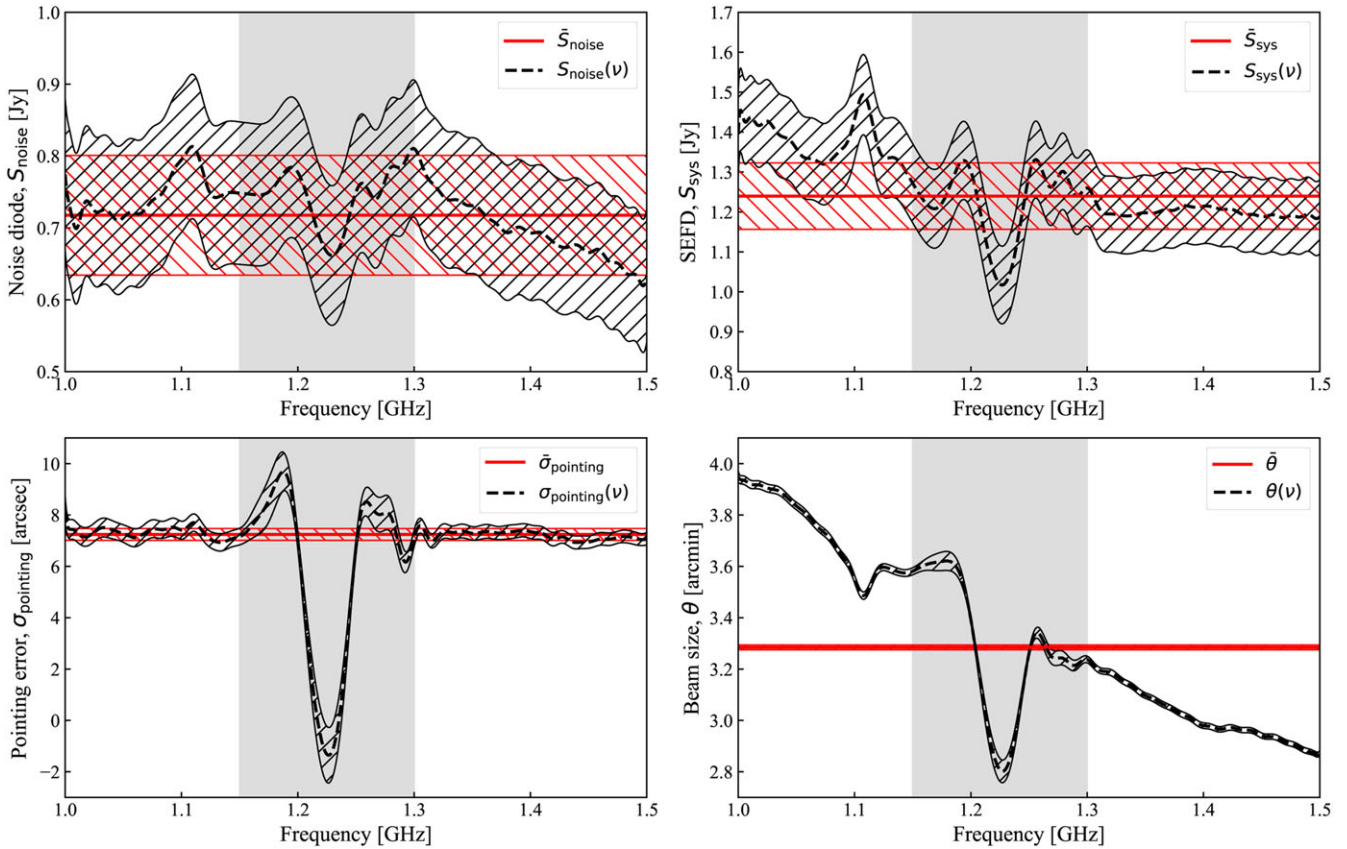 Noise diode, S_noise [Jy]
1.0
0.9
0.8
0.7
0.6
0.5
S̄_noise
S_noise(ν)
1.0 1.1 1.2 1.3 1.4 1.5
Frequency [GHz]
SEFD, S_sys [Jy]
1.7
1.6
1.5
1.4
1.3
1.2
1.1
1.0
0.9
0.8
S̄_sys
S_sys(ν)
1.0 1.1 1.2 1.3 1.4 1.5
Frequency [GHz]
Pointing error, σ_pointing [arcsec]
10
8
6
4
2
0
−2
σ̄_pointing
σ_pointing(ν)
1.0 1.1 1.2 1.3 1.4 1.5
Frequency [GHz]
Beam size, θ [arcmin]
4.0
3.8
3.6
3.4
3.2
3.0
2.8
θ̄
θ(ν)
1.0 1.1 1.2 1.3 1.4 1.5
Frequency [GHz]